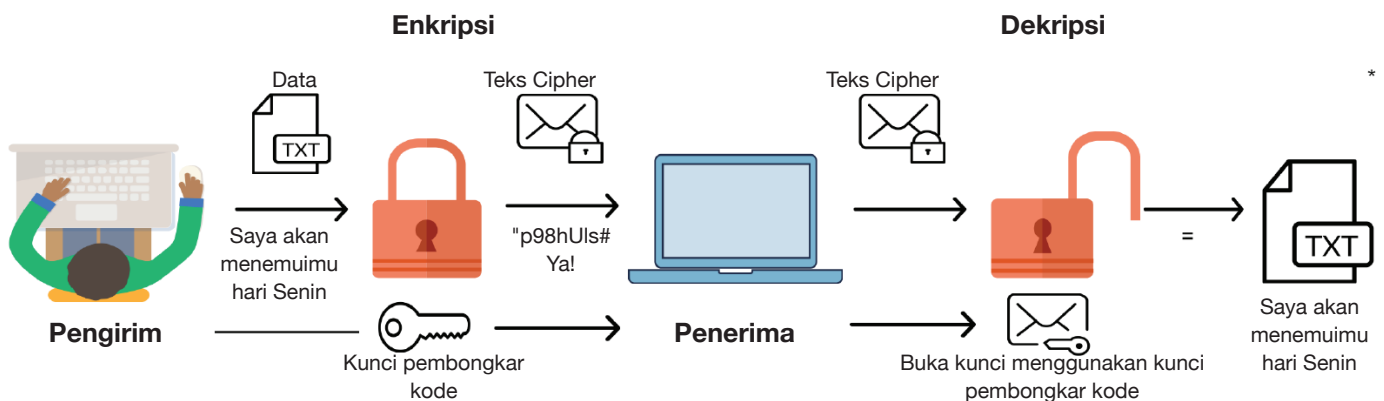 Enkripsi
Dekripsi
Data
Teks Cipher
Teks Cipher
*
TXT
Saya akan
menemuimu
hari Senin
"p98hUls#
Ya!
=
TXT
Pengirim
Kunci pembongkar
kode
Penerima
Buka kunci menggunakan kunci
pembongkar kode
Saya akan
menemuimu
hari Senin